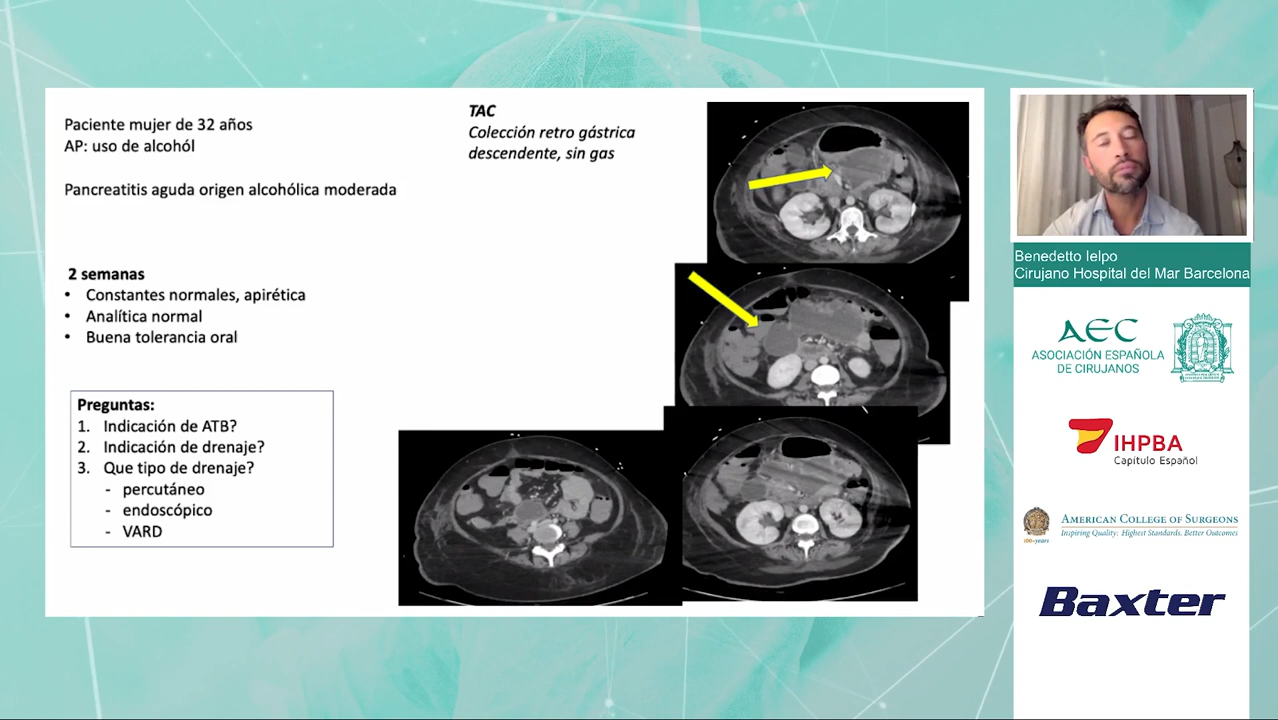 Paciente mujer de 32 años
AP: uso de alcohól
Pancreatitis aguda origen alcohólica moderada
2 semanas
• Constantes normales, apirética
• Analítica normal
• Buena tolerancia oral
Preguntas:
1. Indicación de ATB?
2. Indicación de drenaje?
3. Que tipo de drenaje?
- percutáneo
- endoscópico
- VARD
TAC
Colección retro gástrica
descendente, sin gas
Benedetto Ielpo
Cirujano Hospital del Mar Barcelona
AEC
ASOCIACIÓN ESPAÑOLA
DE CIRUJANOS
IHPBA
Capítulo Español
100+years
AMERICAN COLLEGE OF SURGEONS
Inspiring Quality: Highest Standards, Better Outcomes
Baxter